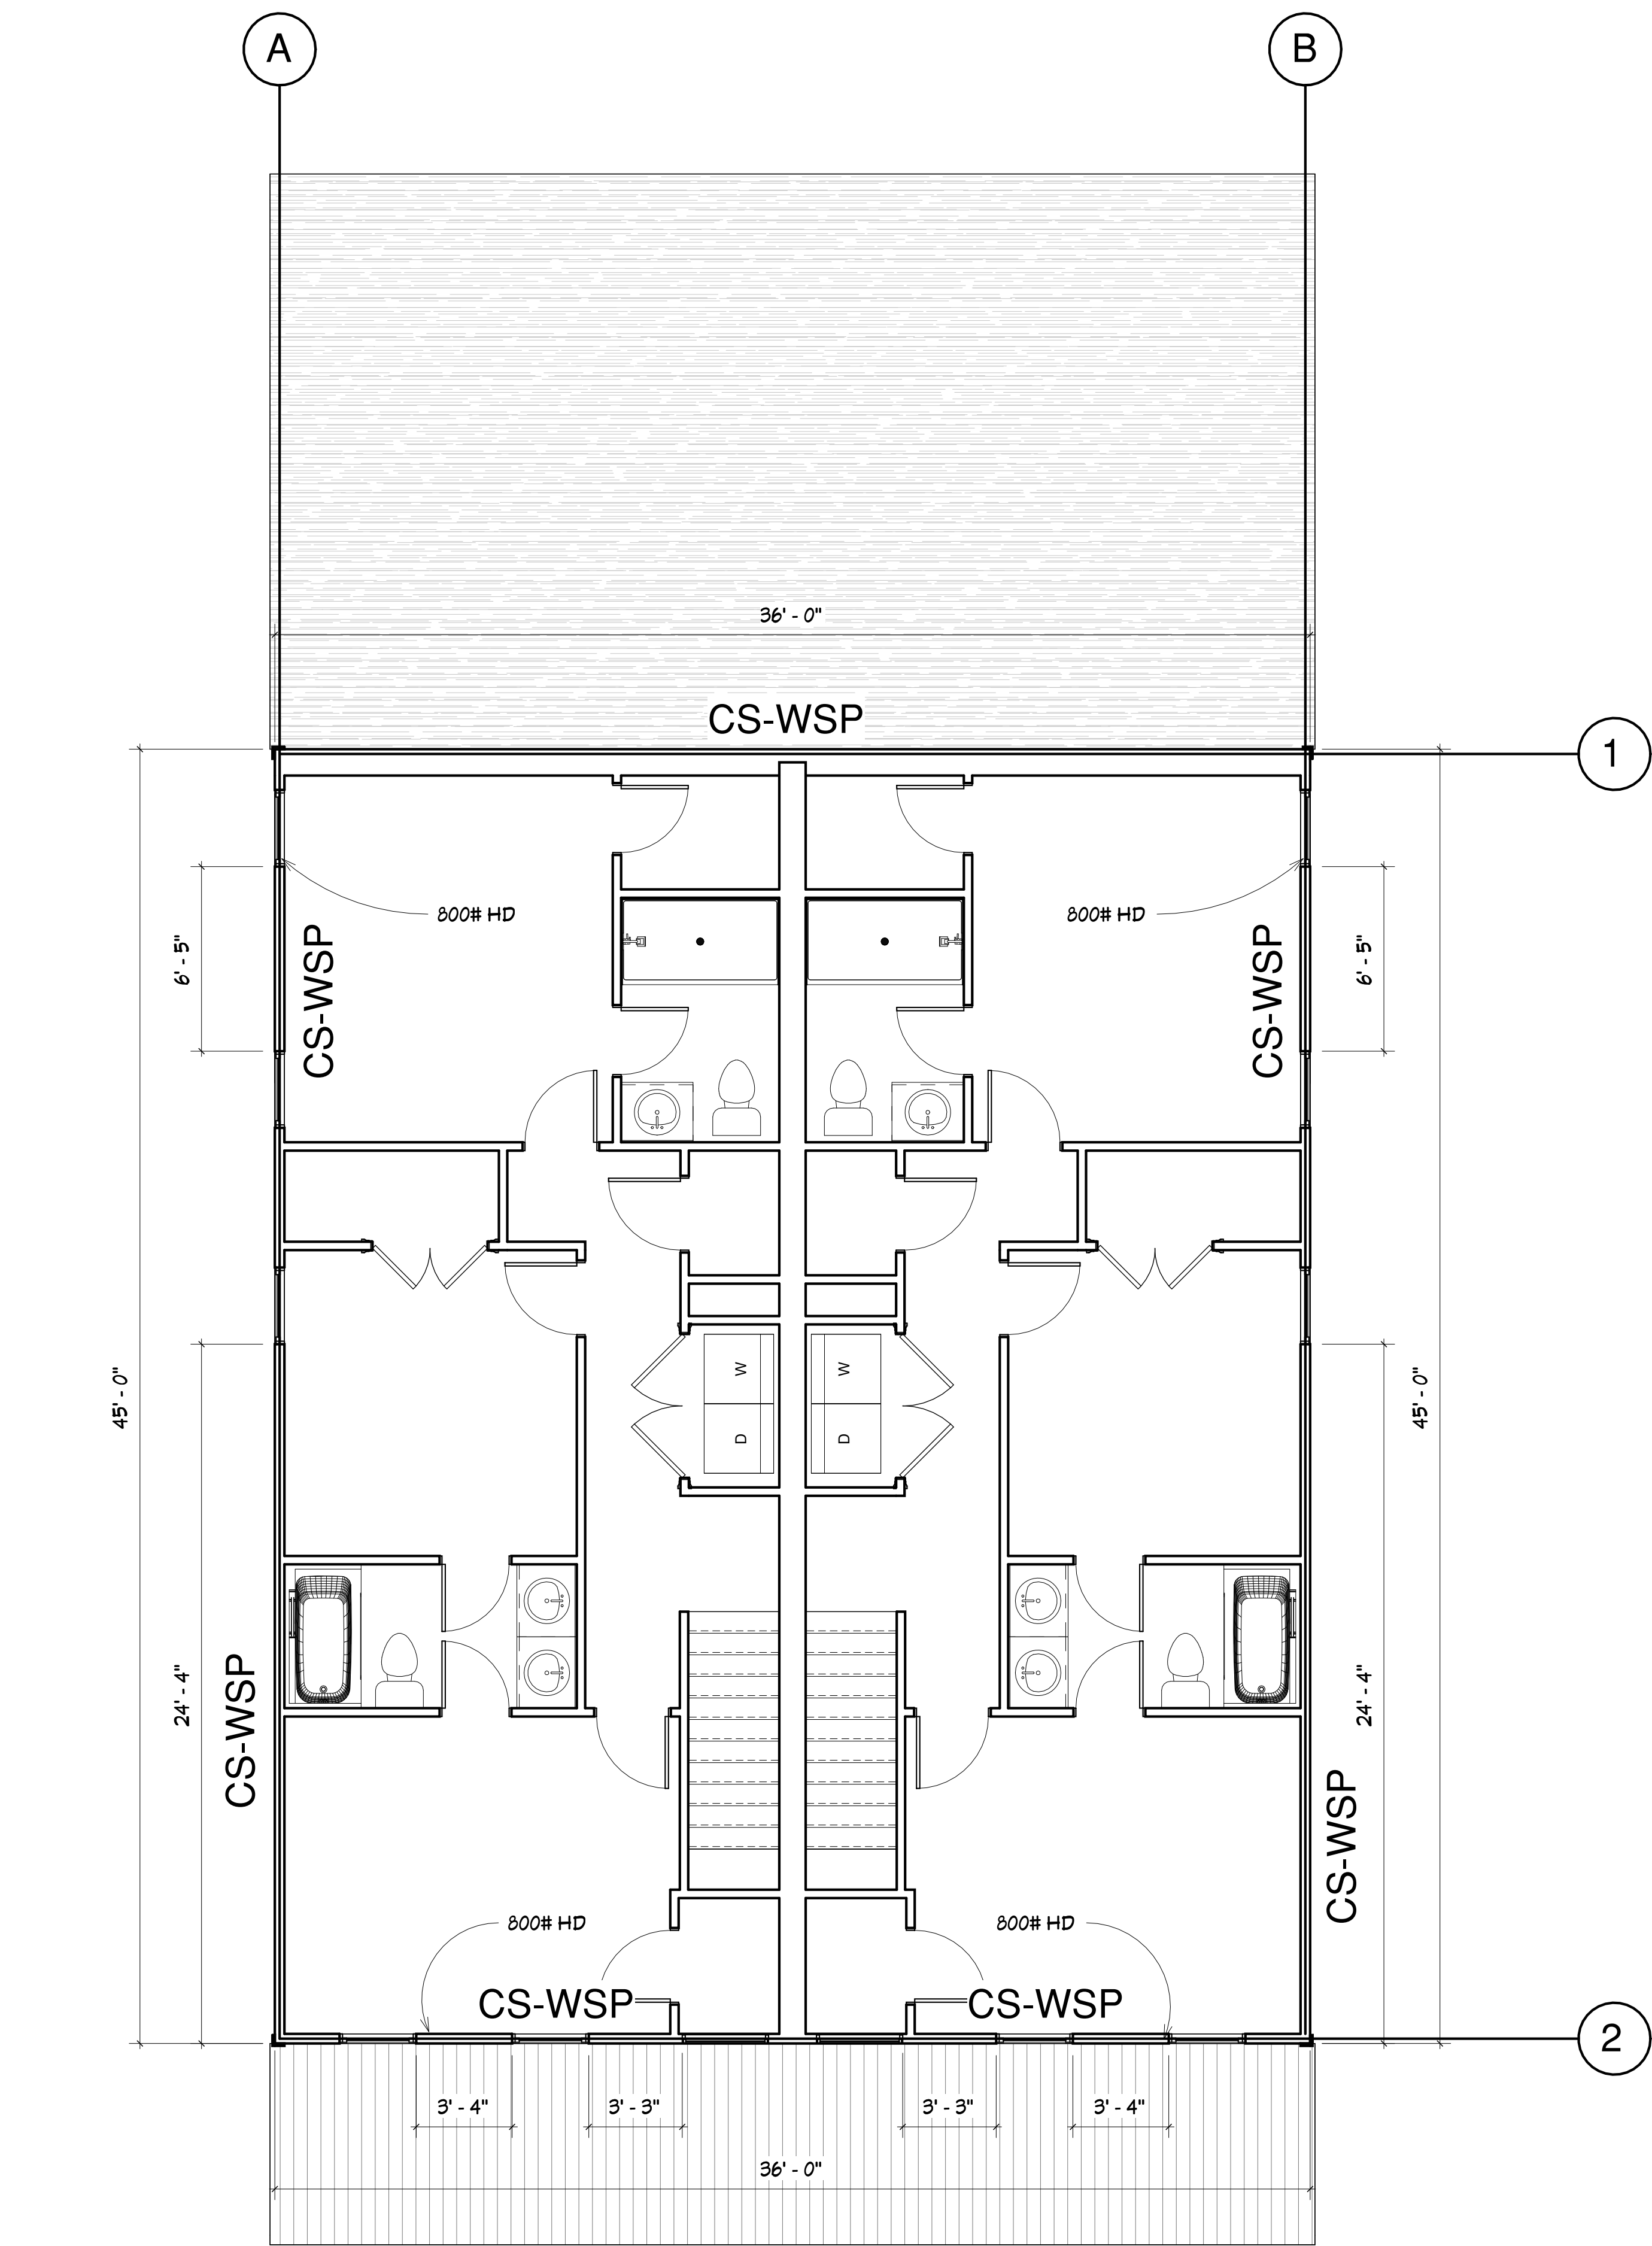 A
B
36' - 0"
CS-WSP
1
800# HD
800# HD
6' - 5"
CS-WSP
CS-WSP
6' - 5"
45' - 0"
W
W
45' - 0"
D
D
24' - 4"
CS-WSP
24' - 4"
CS-WSP
800# HD
800# HD
CS-WSP
CS-WSP
2
3' - 4"
3' - 3"
3' - 3"
3' - 4"
36' - 0"